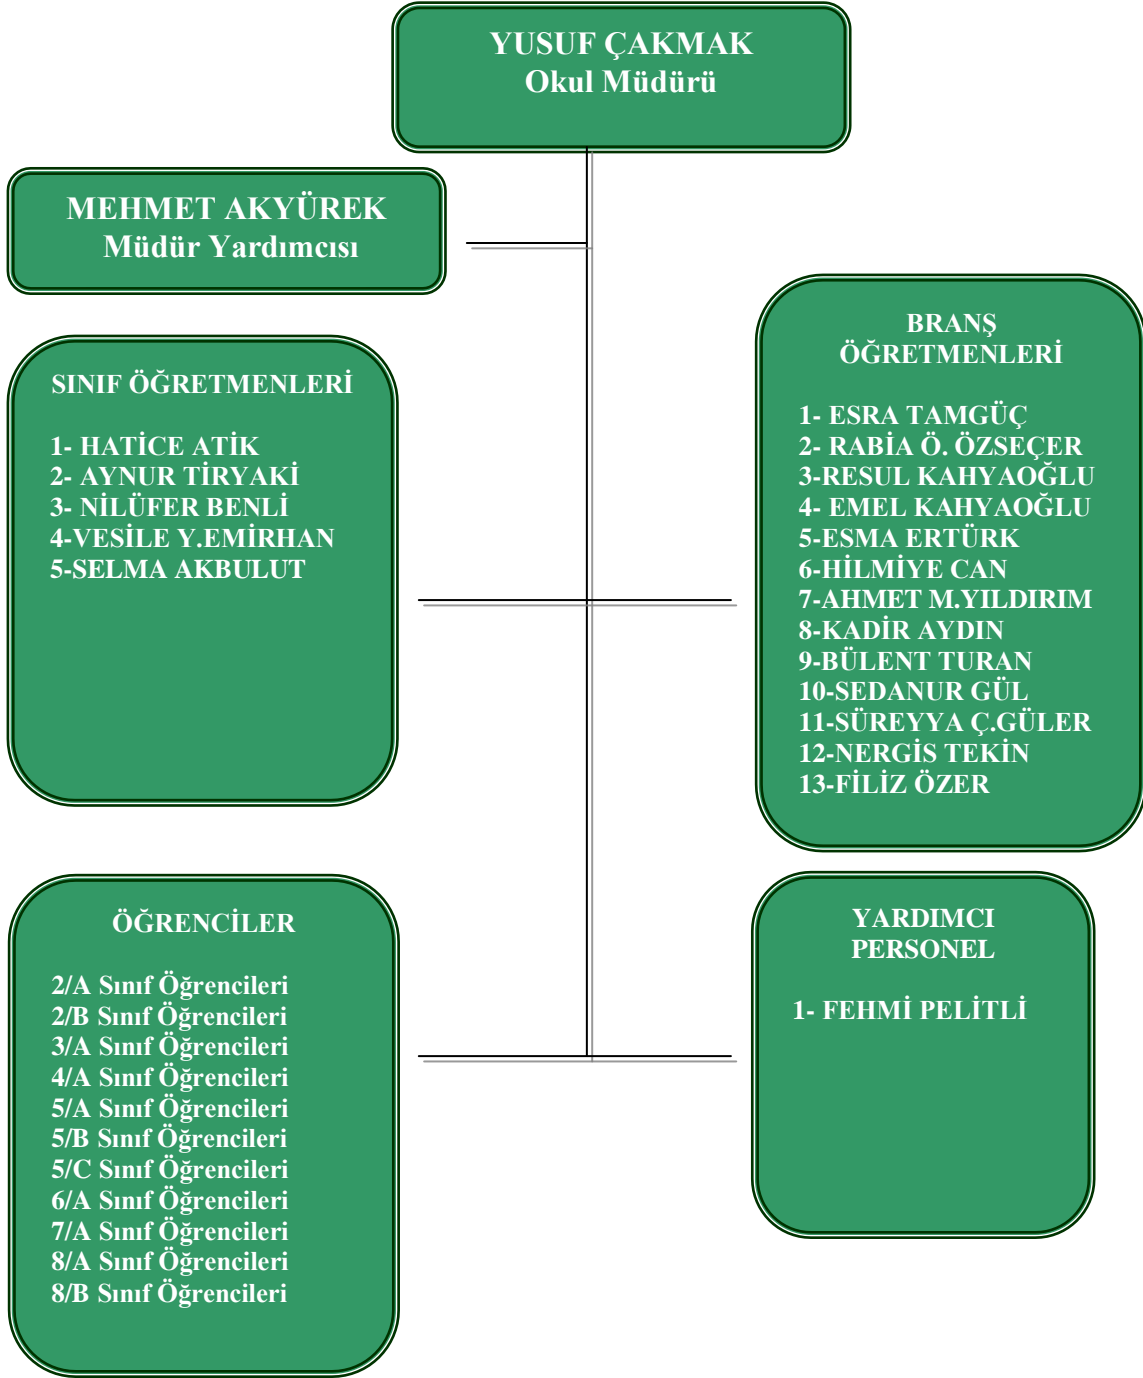 YUSUF ÇAKMAK
Okul Müdürü
MEHMET AKYÜREK
Müdür Yardımcısı
SINIF ÖĞRETMENLERİ
1- HATİCE ATİK
2- AYNUR TİRYAKİ
3- NİLÜFER BENLİ
4-VESİLE Y.EMİRHAN
5-SELMA AKBULUT
BRANŞ
ÖĞRETMENLERİ
1- ESRA TAMGÜÇ
2- RABİA Ö. ÖZSEÇER
3-RESUL KAHYAOĞLU
4- EMEL KAHYAOĞLU
5-ESMA ERTÜRK
6-HİLMİYE CAN
7-AHMET M.YILDIRIM
8-KADİR AYDIN
9-BÜLENT TURAN
10-SEDANUR GÜL
11-SÜREYYA Ç.GÜLER
12-NERGİS TEKİN
13-FİLİZ ÖZER
ÖĞRENCİLER
2/A Sınıf Öğrencileri
2/B Sınıf Öğrencileri
3/A Sınıf Öğrencileri
4/A Sınıf Öğrencileri
5/A Sınıf Öğrencileri
5/B Sınıf Öğrencileri
5/C Sınıf Öğrencileri
6/A Sınıf Öğrencileri
7/A Sınıf Öğrencileri
8/A Sınıf Öğrencileri
8/B Sınıf Öğrencileri
YARDIMCI
PERSONEL
1- FEHMİ PELİTLİ